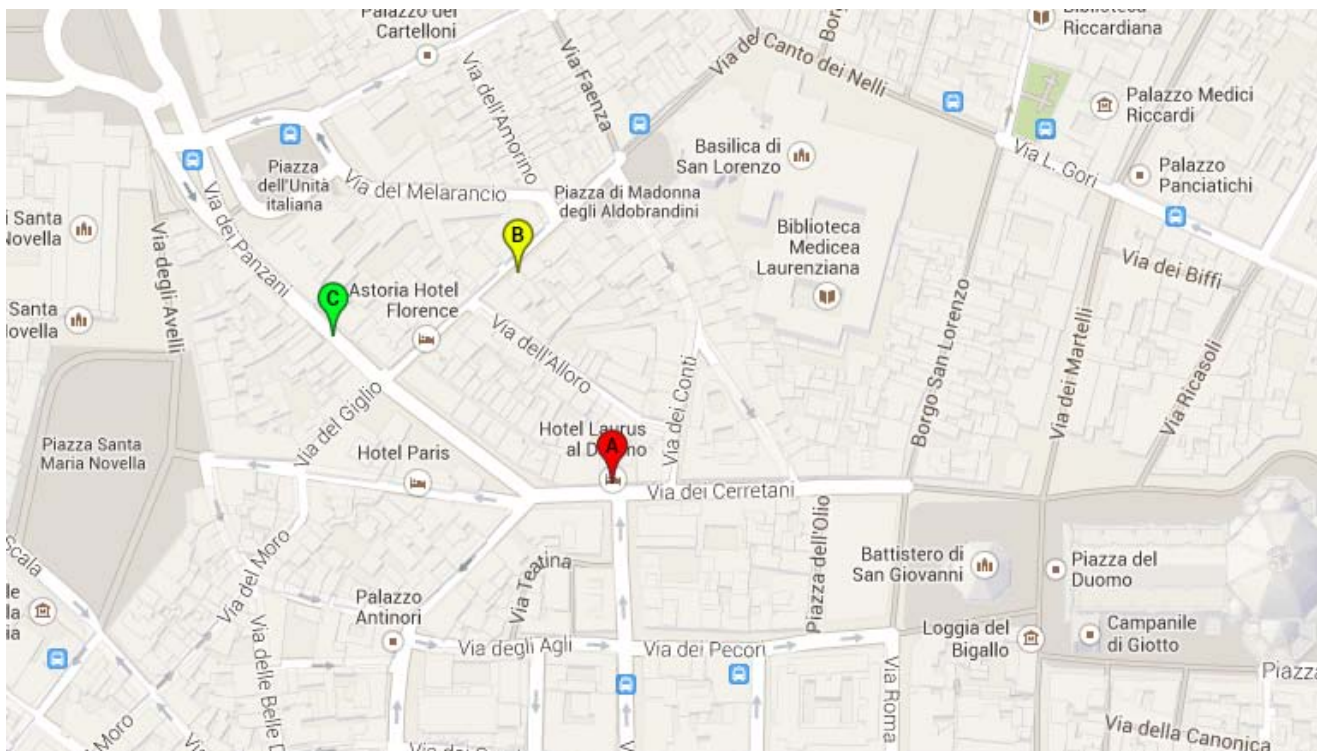 Palazzo dei
Cartelloni
Via Faenza
Via dell'Amorino
Via del Canto dei Nelli
Riccardiana
Palazzo Medici
Riccardi
Basilica di
San Lorenzo
Via L. Gori
Palazzo
Panciatichi
Piazza
dell'Unità
italiana
Via del Melarancio
Piazza di Madonna
degli Aldobrandini
i Santa
Novella
Via degli Avelli
Via dei Panzani
B
Biblioteca
Medicea
Laurenziana
Via dei Biffi
C
Astoria Hotel
Florence
Santa
Novella
Via dell'Alloro
Via dei Conti
Borgo San Lorenzo
Via dei Martelli
Via Ricasoli
Via del Giglio
Piazza Santa
Maria Novella
Hotel Paris
Hotel Laurus
al
A
Via dei Cerretani
Piazza dell'Olio
Scala
Via del Moro
Via Teatina
Battistero di
San Giovanni
Piazza del
Duomo
Palazzo
Antinori
Via delle Belle
Via degli Agli
Via dei Pecori
Loggia del
Bigallo
Campanile
di Giotto
Via Roma
Piazza
Moro
Via della Canonica